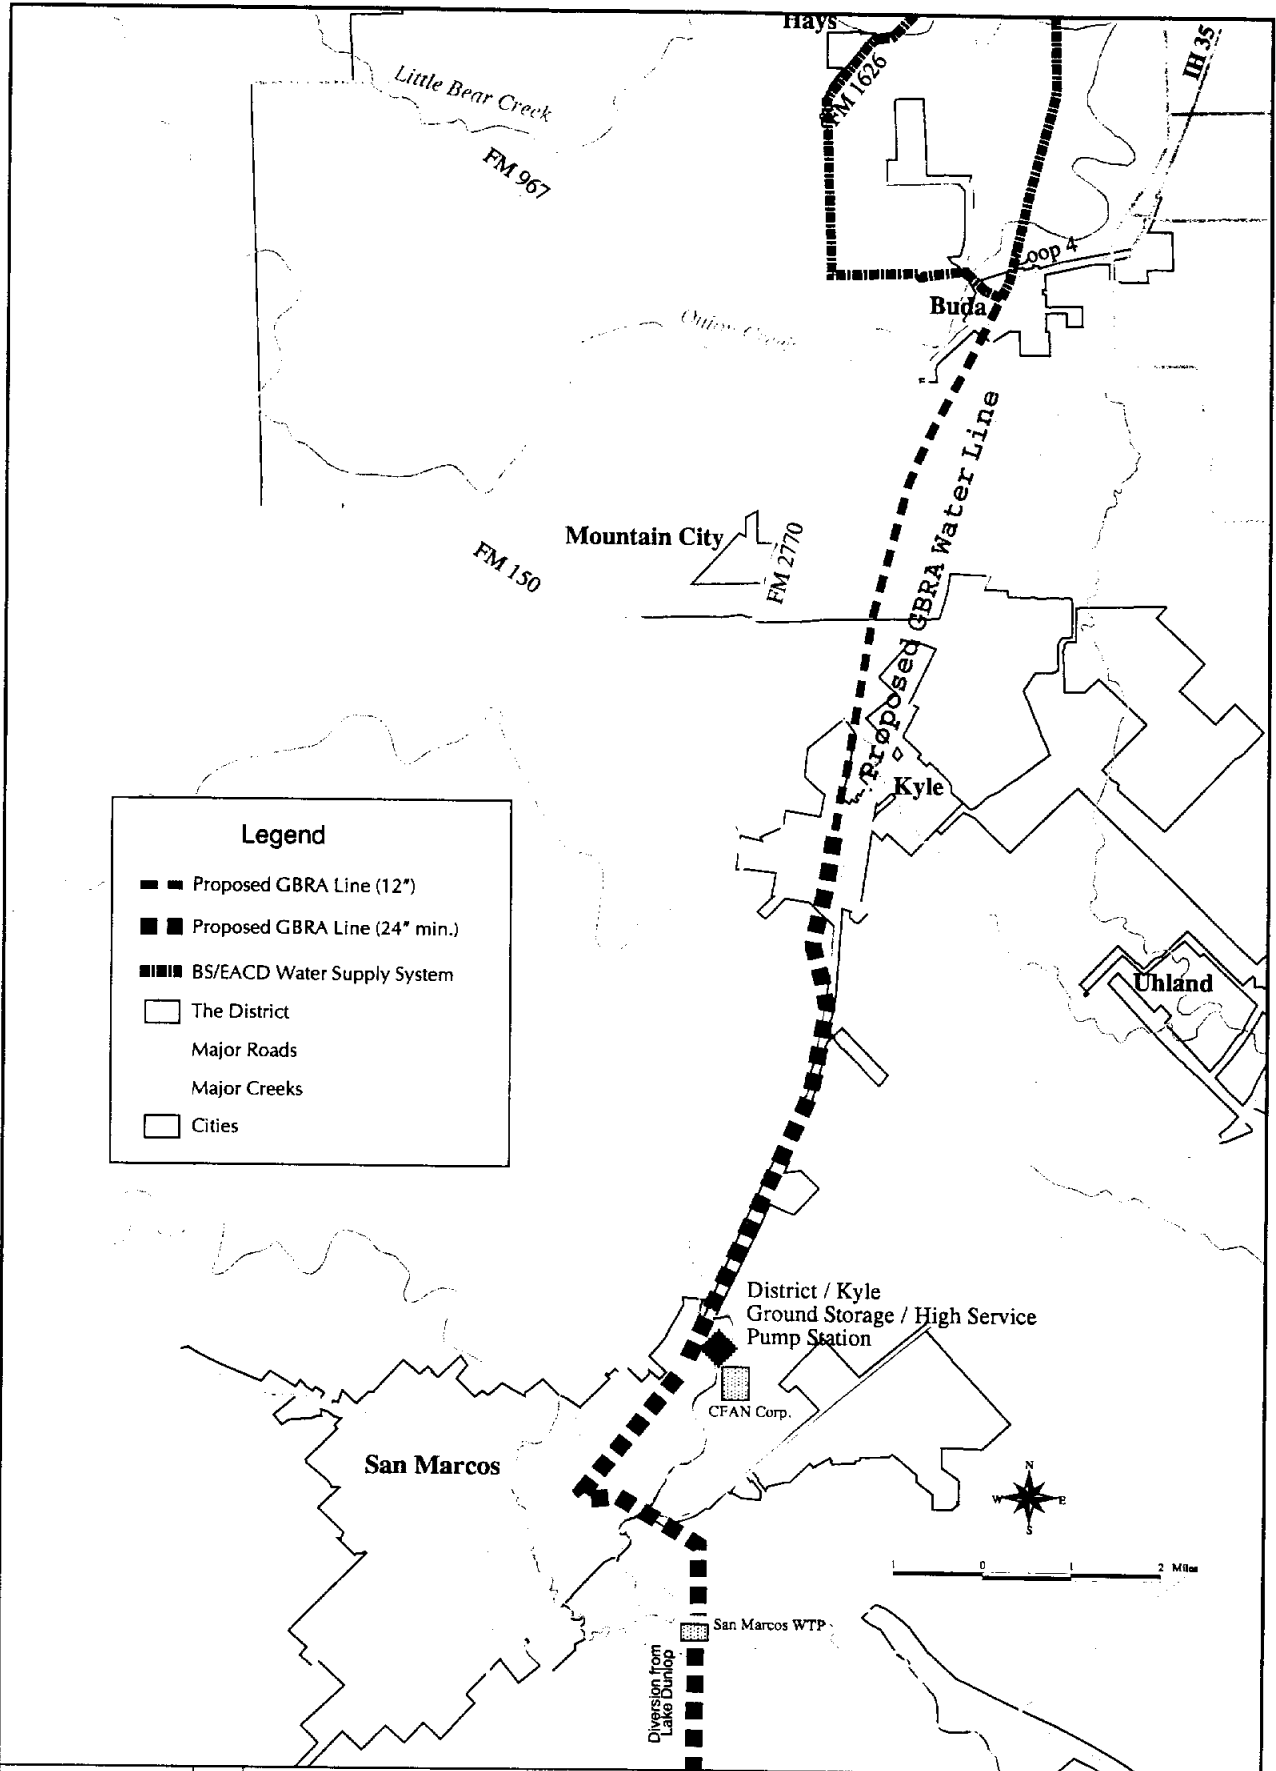 Hays
IH 35
Little Bear Creek
FM 1626
FM 967
Loop 4
Buda
Onion Creek
Proposed GBRA Water Line
Mountain City
FM 2770
FM 150
Kyle
Legend
Proposed GBRA Line (12")
Proposed GBRA Line (24" min.)
BS/EACD Water Supply System
The District
Major Roads
Major Creeks
Cities
Uhland
District / Kyle
Ground Storage / High Service
Pump Station
CFAN Corp.
San Marcos
N
W E
S
1 0 1 2 Miles
San Marcos WTP
Diversion from
Lake Dunlop